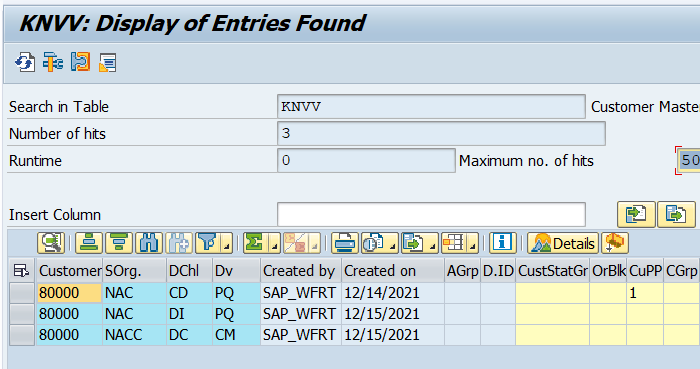 KNVV: Display of Entries Found
Search in Table KNVV Customer Maste
Number of hits 3
Runtime 0 Maximum no. of hits 50
Insert Column
Details
Customer SOrg. DChl Dv Created by Created on AGrp D.ID CustStatGr OrBlk CuPP CGrp
80000 NAC CD PQ SAP_WFRT 12/14/2021 1
80000 NAC DI PQ SAP_WFRT 12/15/2021
80000 NACC DC CM SAP_WFRT 12/15/2021